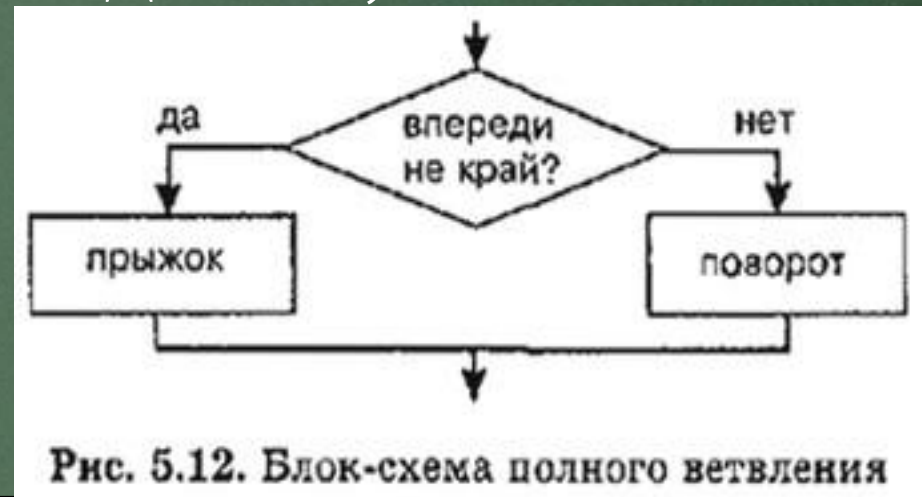 да
впереди
не край?
нет
прыжок
поворот
Рис. 5.12. Блок-схема полного ветвления